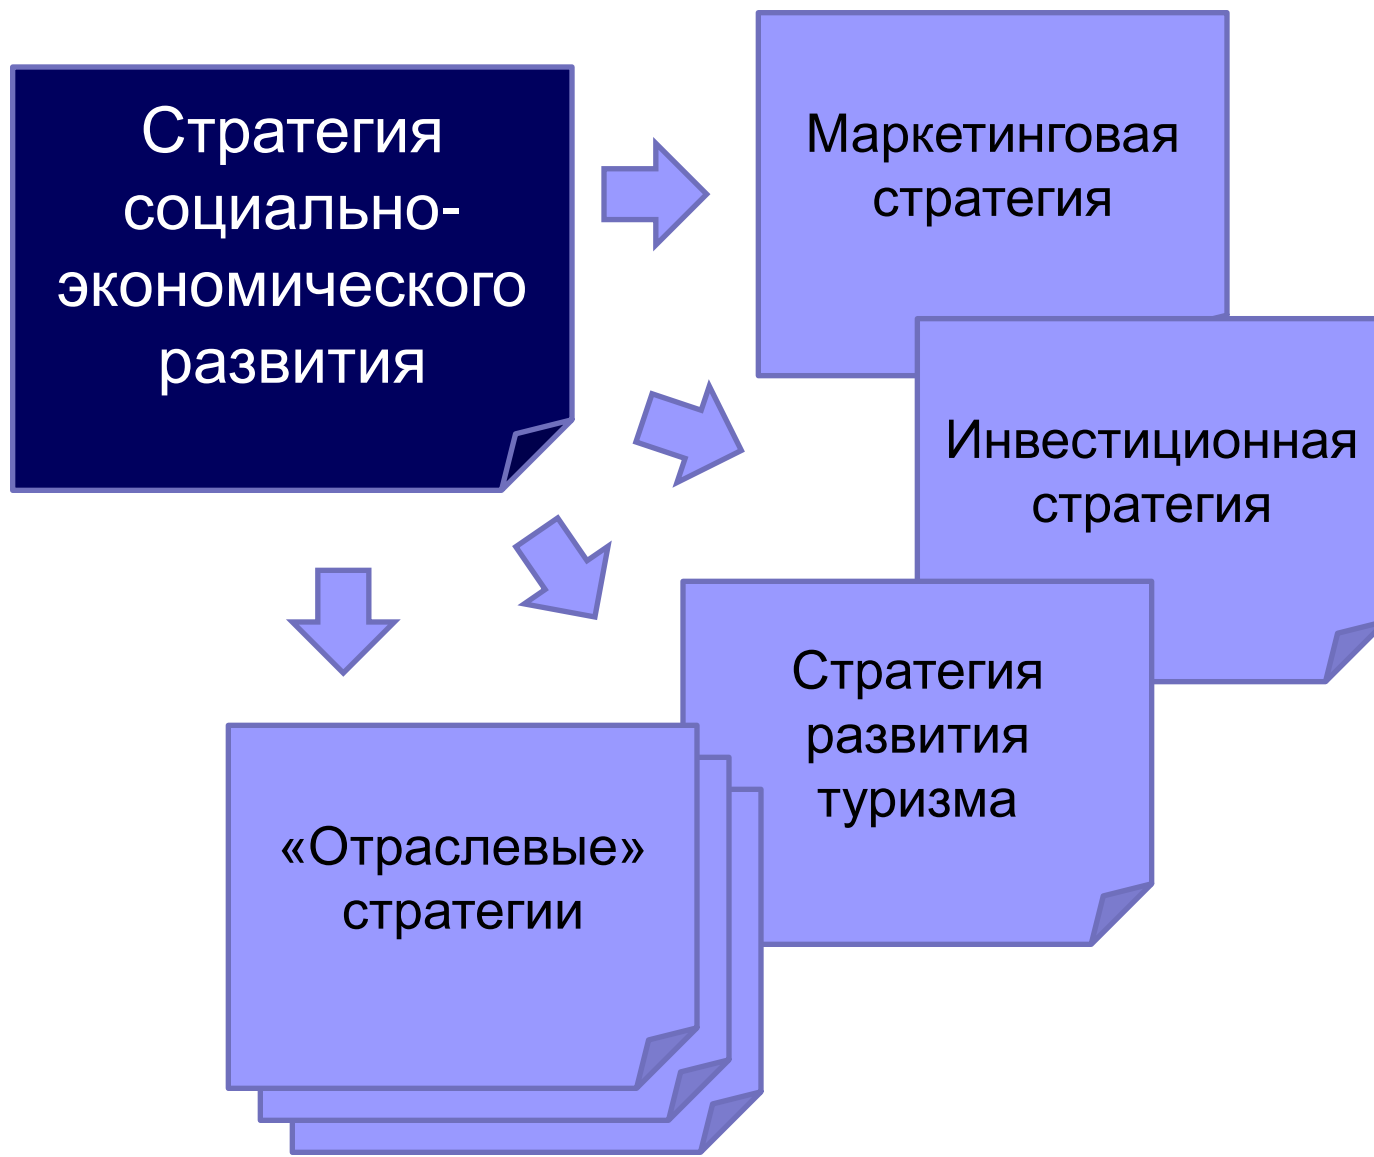 Стратегия
социально-
экономического
развития
Маркетинговая
стратегия
Инвестиционная
стратегия
Стратегия
развития
туризма
«Отраслевые»
стратегии